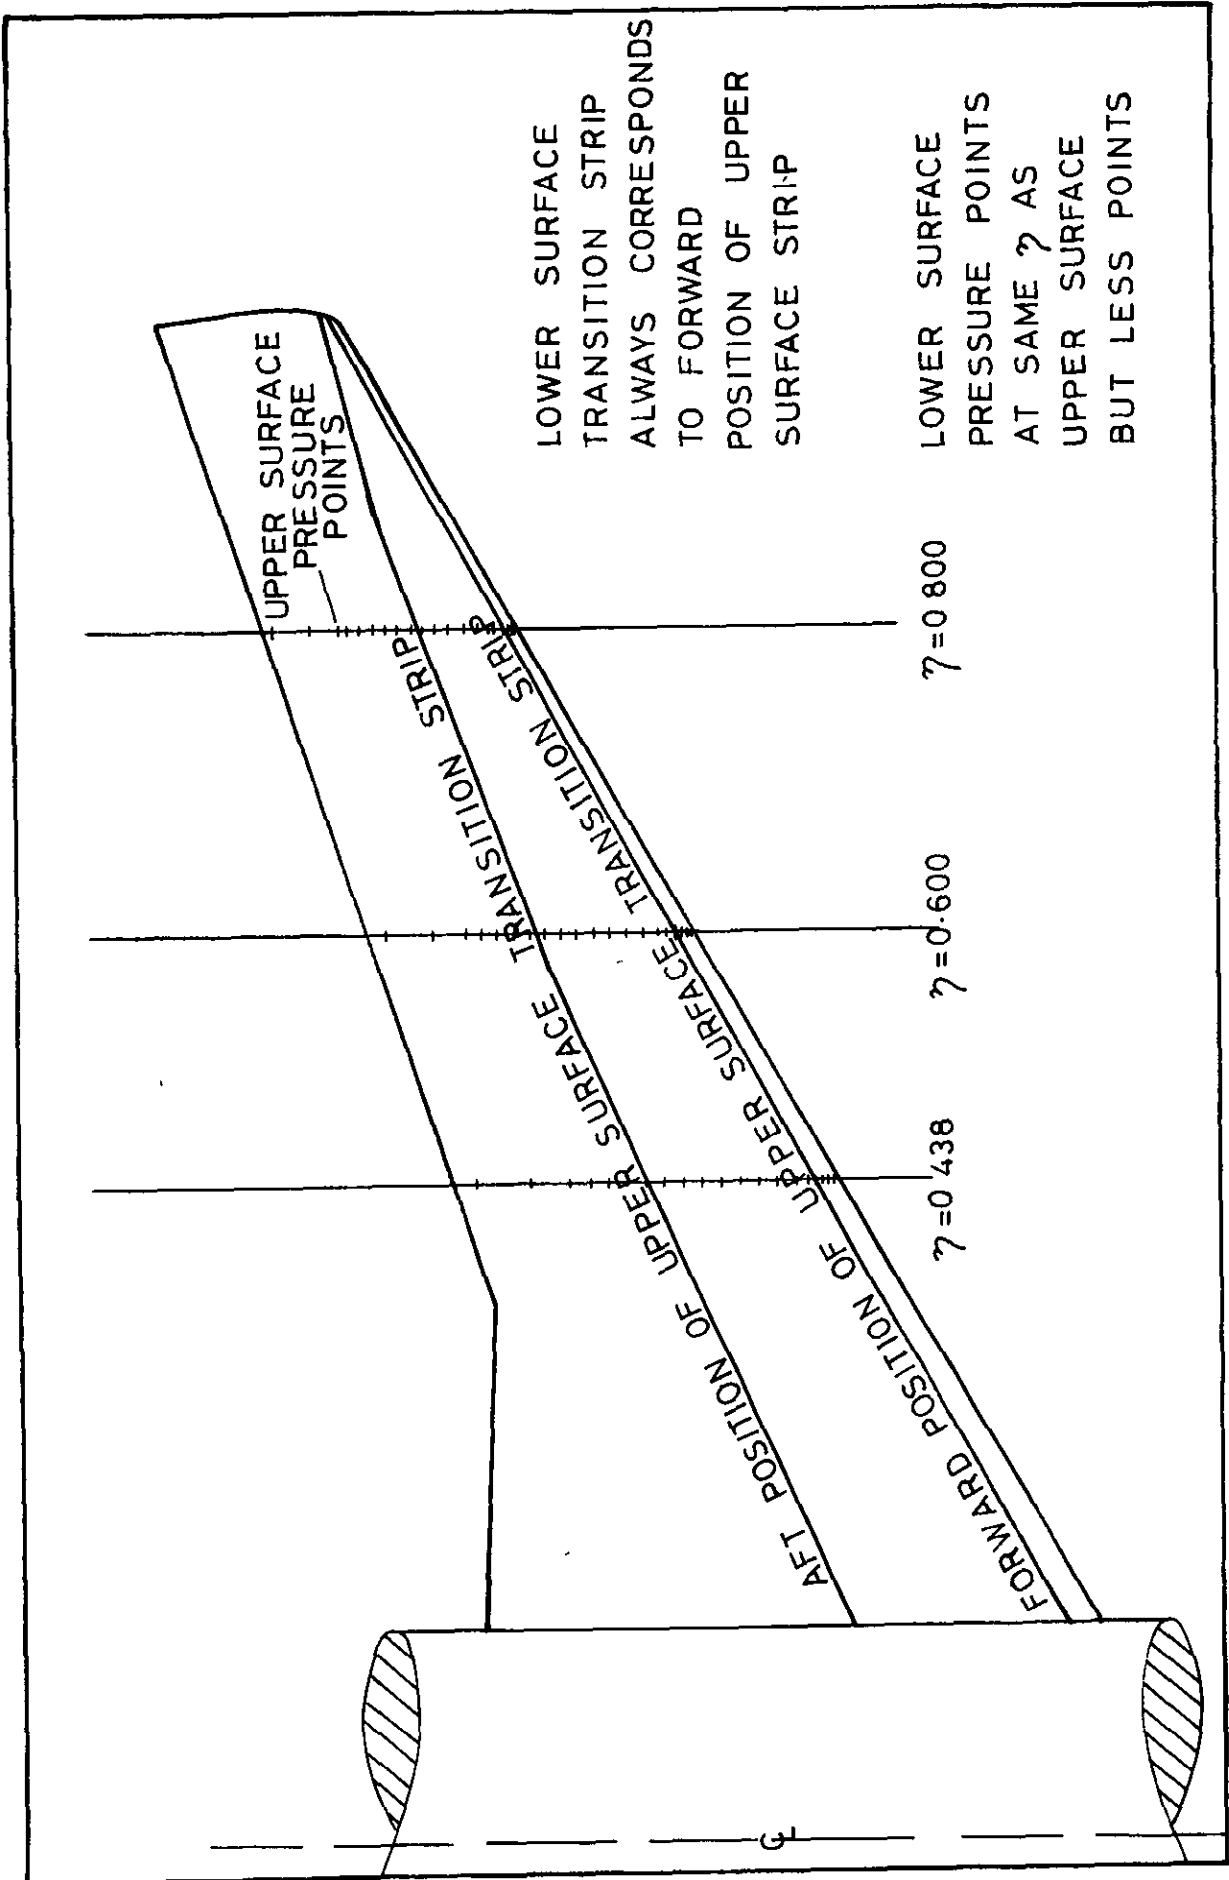 UPPER SURFACE
PRESSURE
POINTS
AFT POSITION OF UPPER SURFACE TRANSITION STRIP
FORWARD POSITION OF UPPER SURFACE TRANSITION STRIP
LOWER SURFACE
TRANSITION STRIP
ALWAYS CORRESPONDS
TO FORWARD
POSITION OF UPPER
SURFACE STRIP
LOWER SURFACE
PRESSURE POINTS
AT SAME η AS
UPPER SURFACE
BUT LESS POINTS
η=0 438
η=0·600
η=0 800
℄